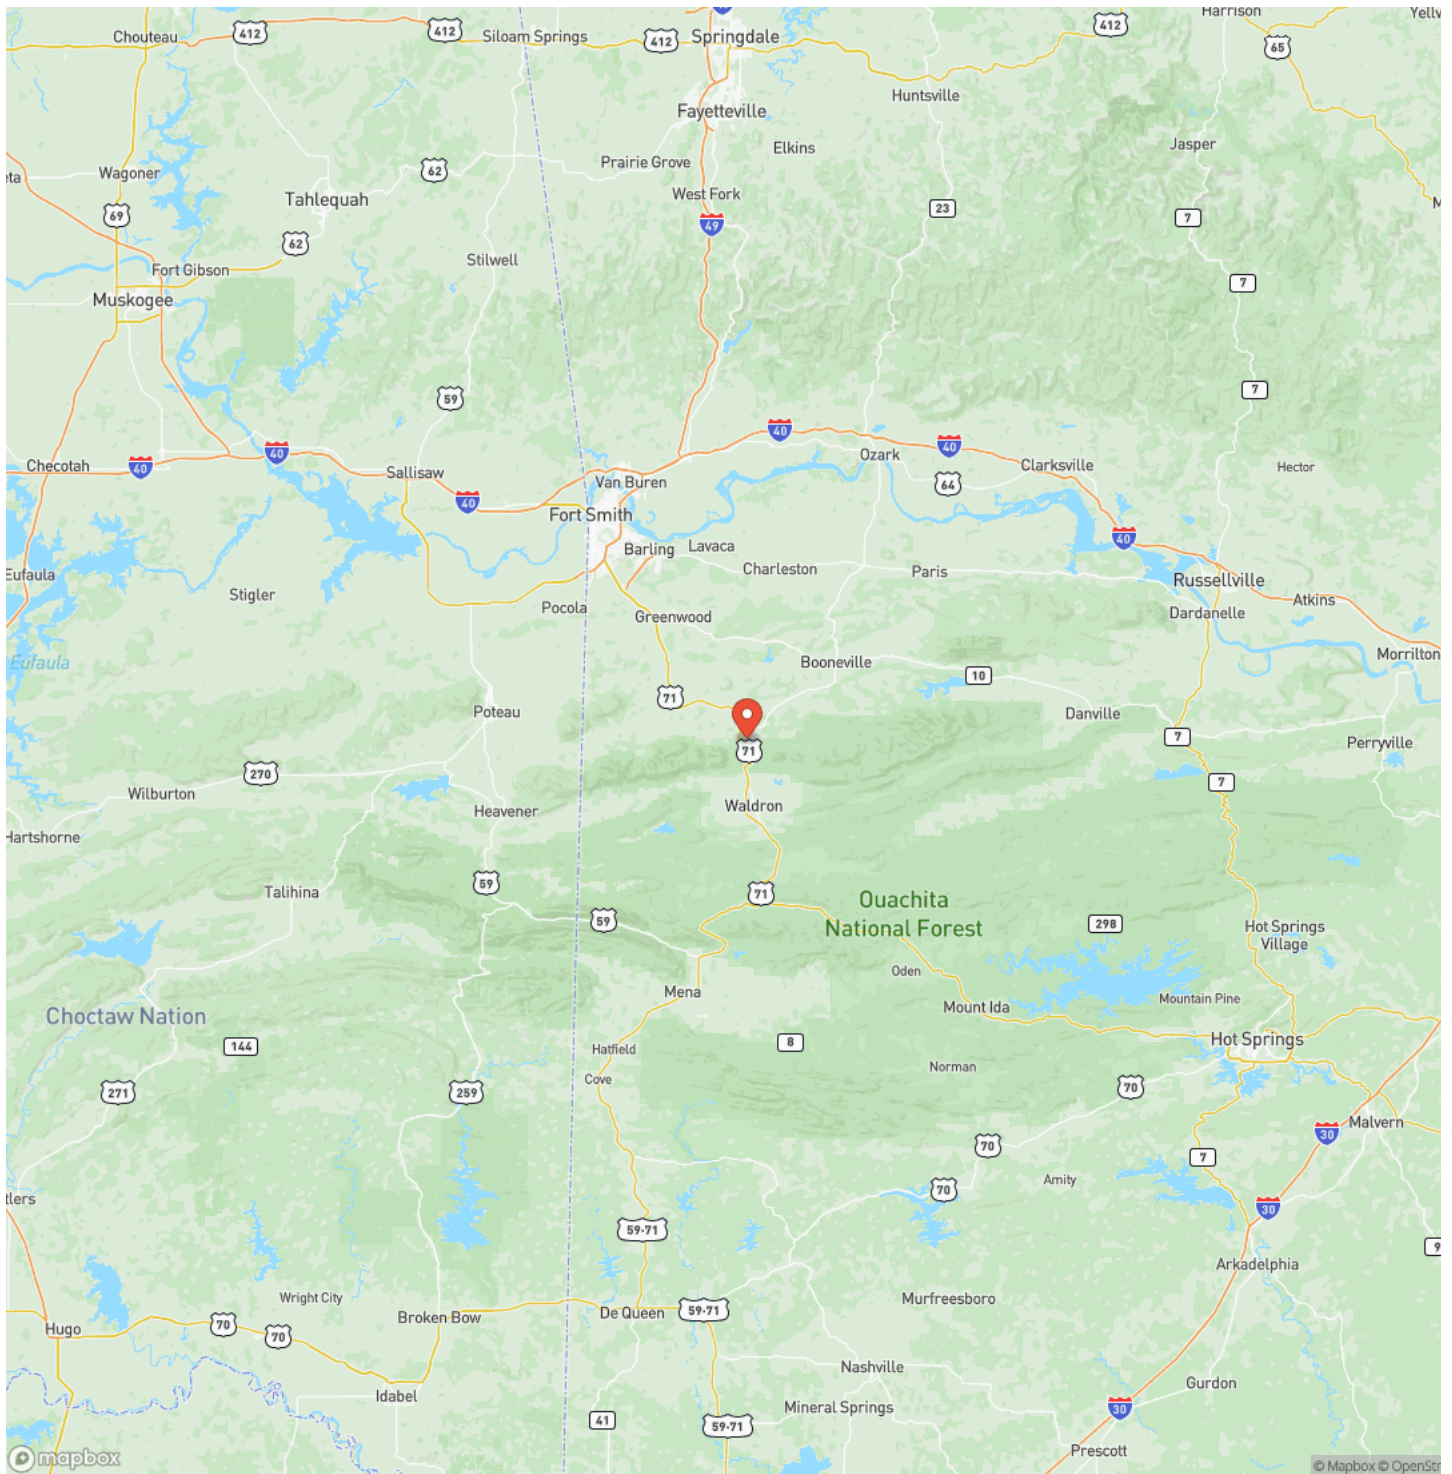 Harrison
Yellv
412
412
412
Chouteau
Siloam Springs
412
Springdale
65
Huntsville
Fayetteville
Elkins
Jasper
Prairie Grove
62
Wagoner
eta
West Fork
Tahlequah
M
23
69
7
49
62
Stilwell
Fort Gibson
7
Muskogee
7
59
40
40
Ozark
40
40
Checotah
Sallisaw
Clarksville
Hector
Van Buren
64
40
Fort Smith
40
Barling
Lavaca
Charleston
Paris
Eufaula
Russellville
Stigler
Pocola
Atkins
Greenwood
Dardanelle
Eufaula
Booneville
Morrilton
10
71
Poteau
Danville
7
Perryville
71
270
7
Wilburton
Waldron
Heavener
Hartshorne
59
Talihina
71
Ouachita
National Forest
59
298
Hot Springs
Village
Oden
Mena
Mountain Pine
Mount Ida
Choctaw Nation
144
8
Hot Springs
Hatfield
Norman
Cove
271
259
70
Malvern
30
70
7
Amity
70
tlers
30
59-71
9
Arkadelphia
Wright City
Murfreesboro
59-71
De Queen
Broken Bow
70
Hugo
70
Nashville
Gurdon
Idabel
Mineral Springs
30
41
59-71
Prescott
mapbox
© Mapbox © OpenStr